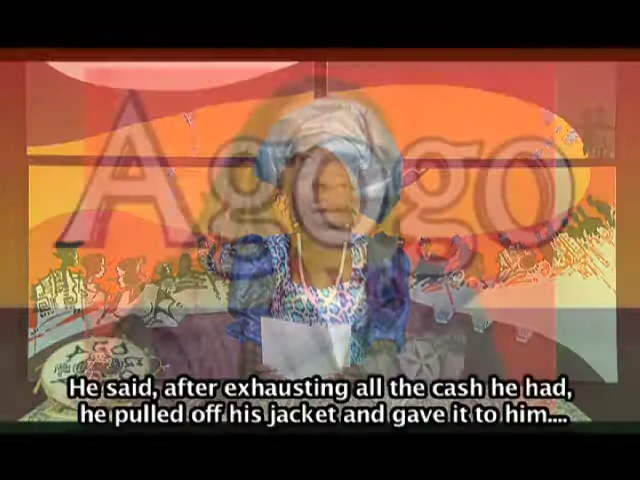 Agogo
He said, after exhausting all the cash he had,
he pulled off his jacket and gave it to him....